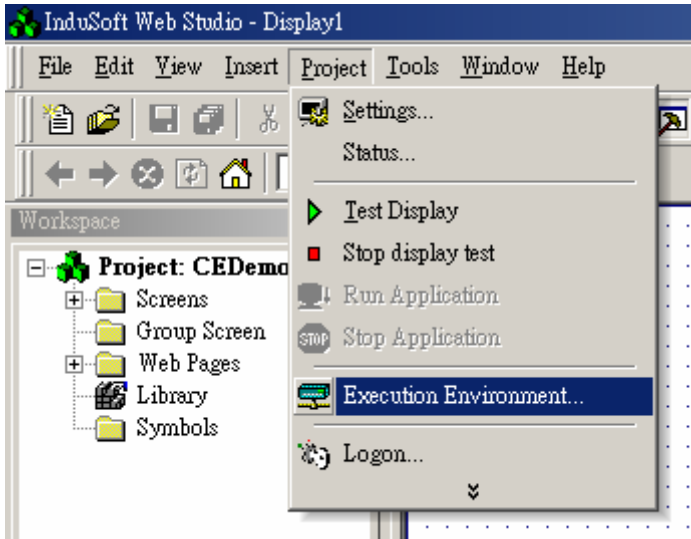 InduSoft Web Studio - Display1
File Edit View Insert Project Tools Window Help
Settings...
Status...
Workspace
Test Display
Project: CEDemo
Stop display test
Screens
Run Application
Group Screen
STOP Stop Application
Web Pages
Library
Execution Environment...
Symbols
Logon...